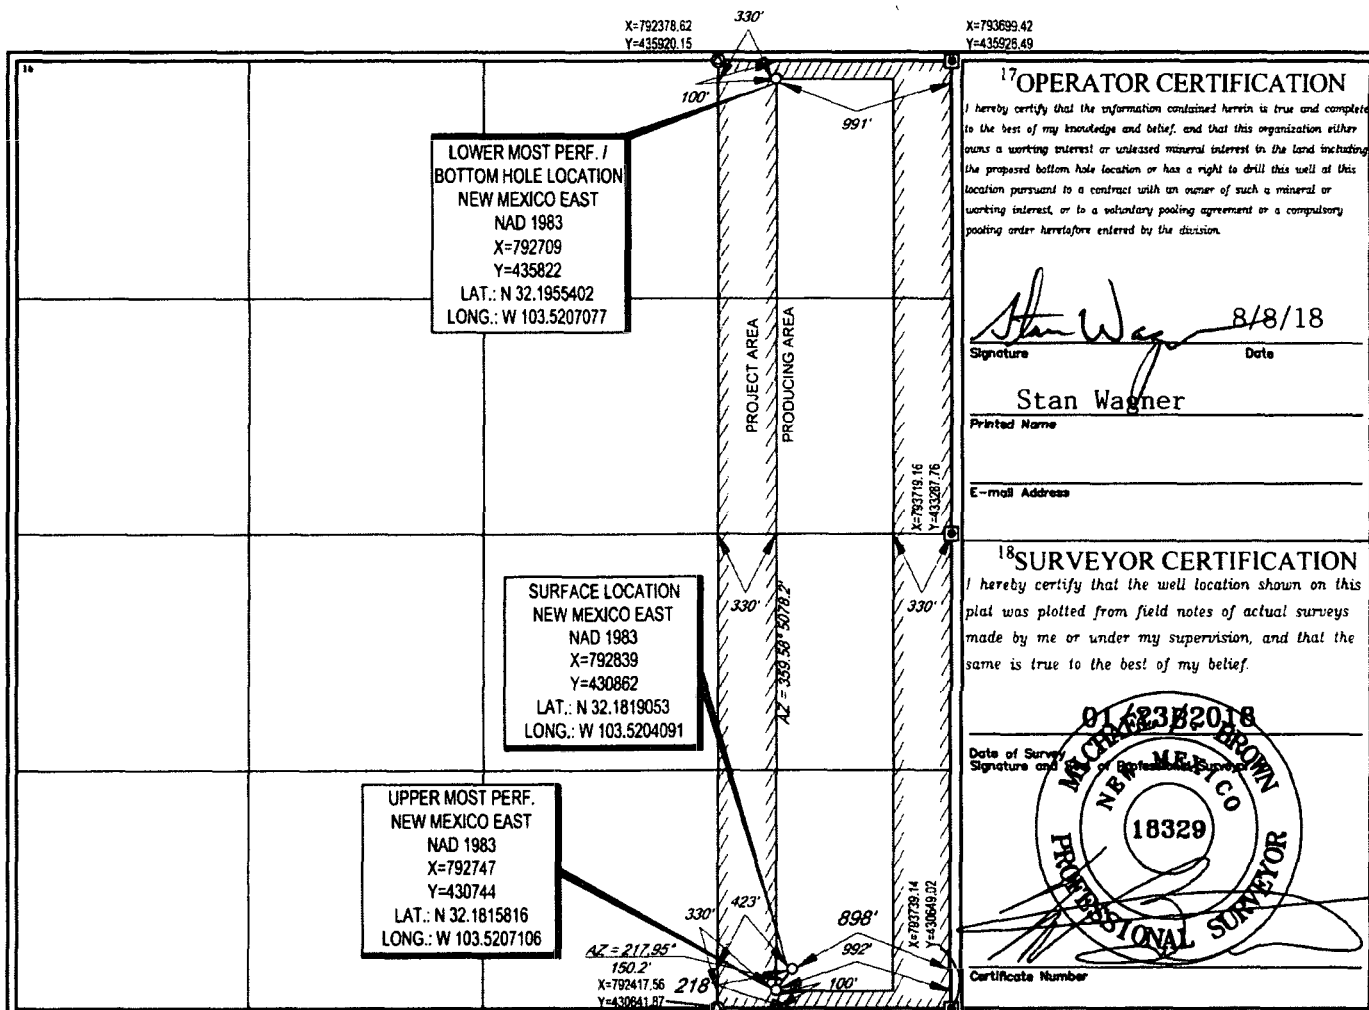 X=792378.62
Y=435920.15
330'
X=793699.42
Y=435926.49
16
100'
991'
LOWER MOST PERF. /
BOTTOM HOLE LOCATION
NEW MEXICO EAST
NAD 1983
X=792709
Y=435822
LAT.: N 32.1955402
LONG.: W 103.5207077
PROJECT AREA
PRODUCING AREA
X=793719.16
Y=433287.76
330'
330'
AZ = 359.58° 5078.2'
SURFACE LOCATION
NEW MEXICO EAST
NAD 1983
X=792839
Y=430862
LAT.: N 32.1819053
LONG.: W 103.5204091
UPPER MOST PERF.
NEW MEXICO EAST
NAD 1983
X=792747
Y=430744
LAT.: N 32.1815816
LONG.: W 103.5207106
X=793739.14
Y=430649.02
330'
423'
898'
AZ = 217.95°
150.2'
992'
X=792417.56
Y=430641.87
218'
100'
17 OPERATOR CERTIFICATION
I hereby certify that the information contained herein is true and complete
to the best of my knowledge and belief, and that this organization either
owns a working interest or unleased mineral interest in the land including
the proposed bottom hole location or has a right to drill this well at this
location pursuant to a contract with an owner of such a mineral or
working interest, or to a voluntary pooling agreement or a compulsory
pooling order heretofore entered by the division.
Stan Wagner 8/8/18
Signature Date
Stan Wagner
Printed Name
E-mail Address
18 SURVEYOR CERTIFICATION
I hereby certify that the well location shown on this
plat was plotted from field notes of actual surveys
made by me or under my supervision, and that the
same is true to the best of my belief.
01/23/2018
Date of Survey
Signature and Seal of Professional Surveyor
MICHAEL B. BROWN
NEW MEXICO
18329
PROFESSIONAL SURVEYOR
Certificate Number